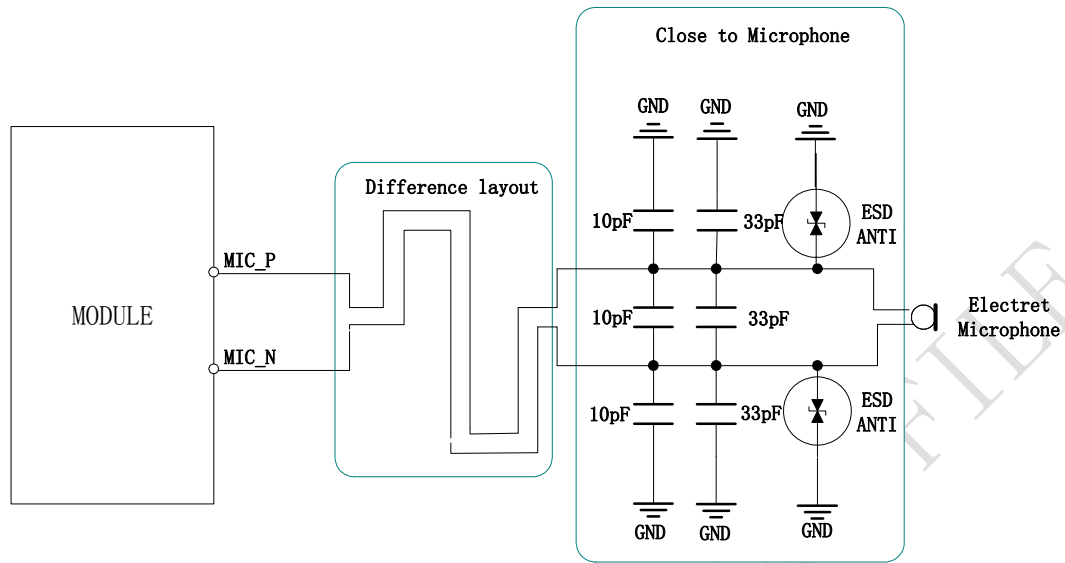 Close to Microphone
GND GND GND
Difference layout
10pF 33pF ESD
ANTI
MIC_P
MODULE
10pF 33pF
Electret
Microphone
MIC_N
10pF 33pF ESD
ANTI
GND GND GND
FILE